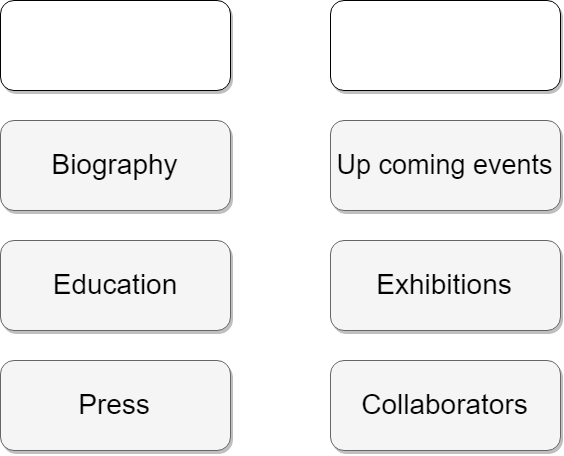 Biography
Up coming events
Education
Exhibitions
Press
Collaborators